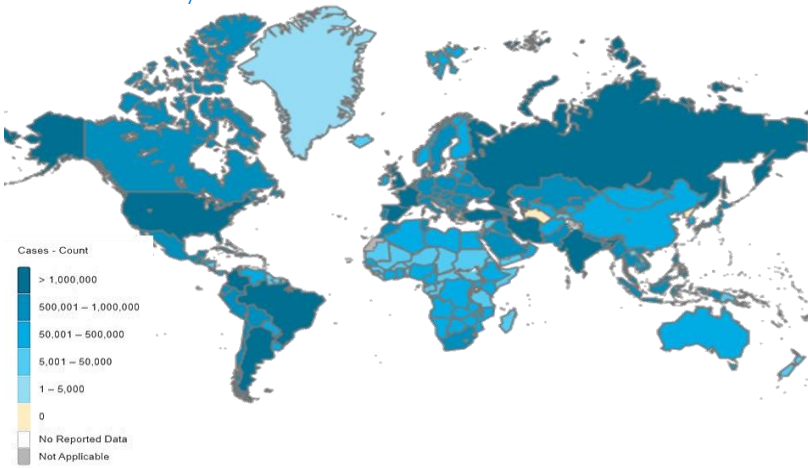 Cases - Count
> 1,000,000
500,001 – 1,000,000
50,001 – 500,000
5,001 – 50,000
1 – 5,000
0
No Reported Data
Not Applicable